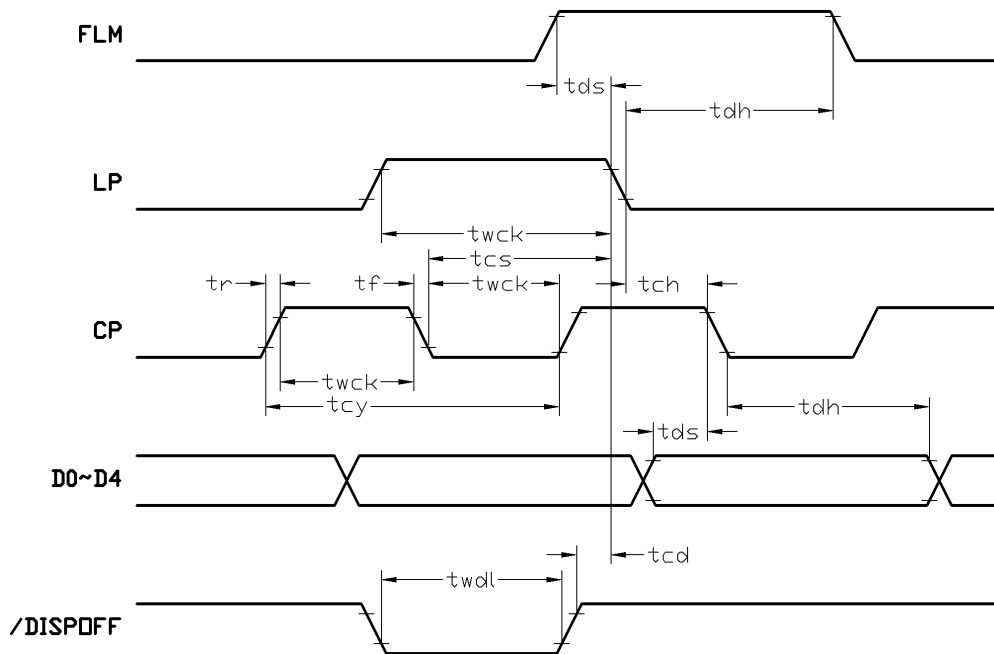 FLM
tds
tdh
LP
twck
tcs
tr
tf
twck
tch
CP
twck
tcy
tdh
tds
D0~D4
tcd
twdl
/DISPOFF